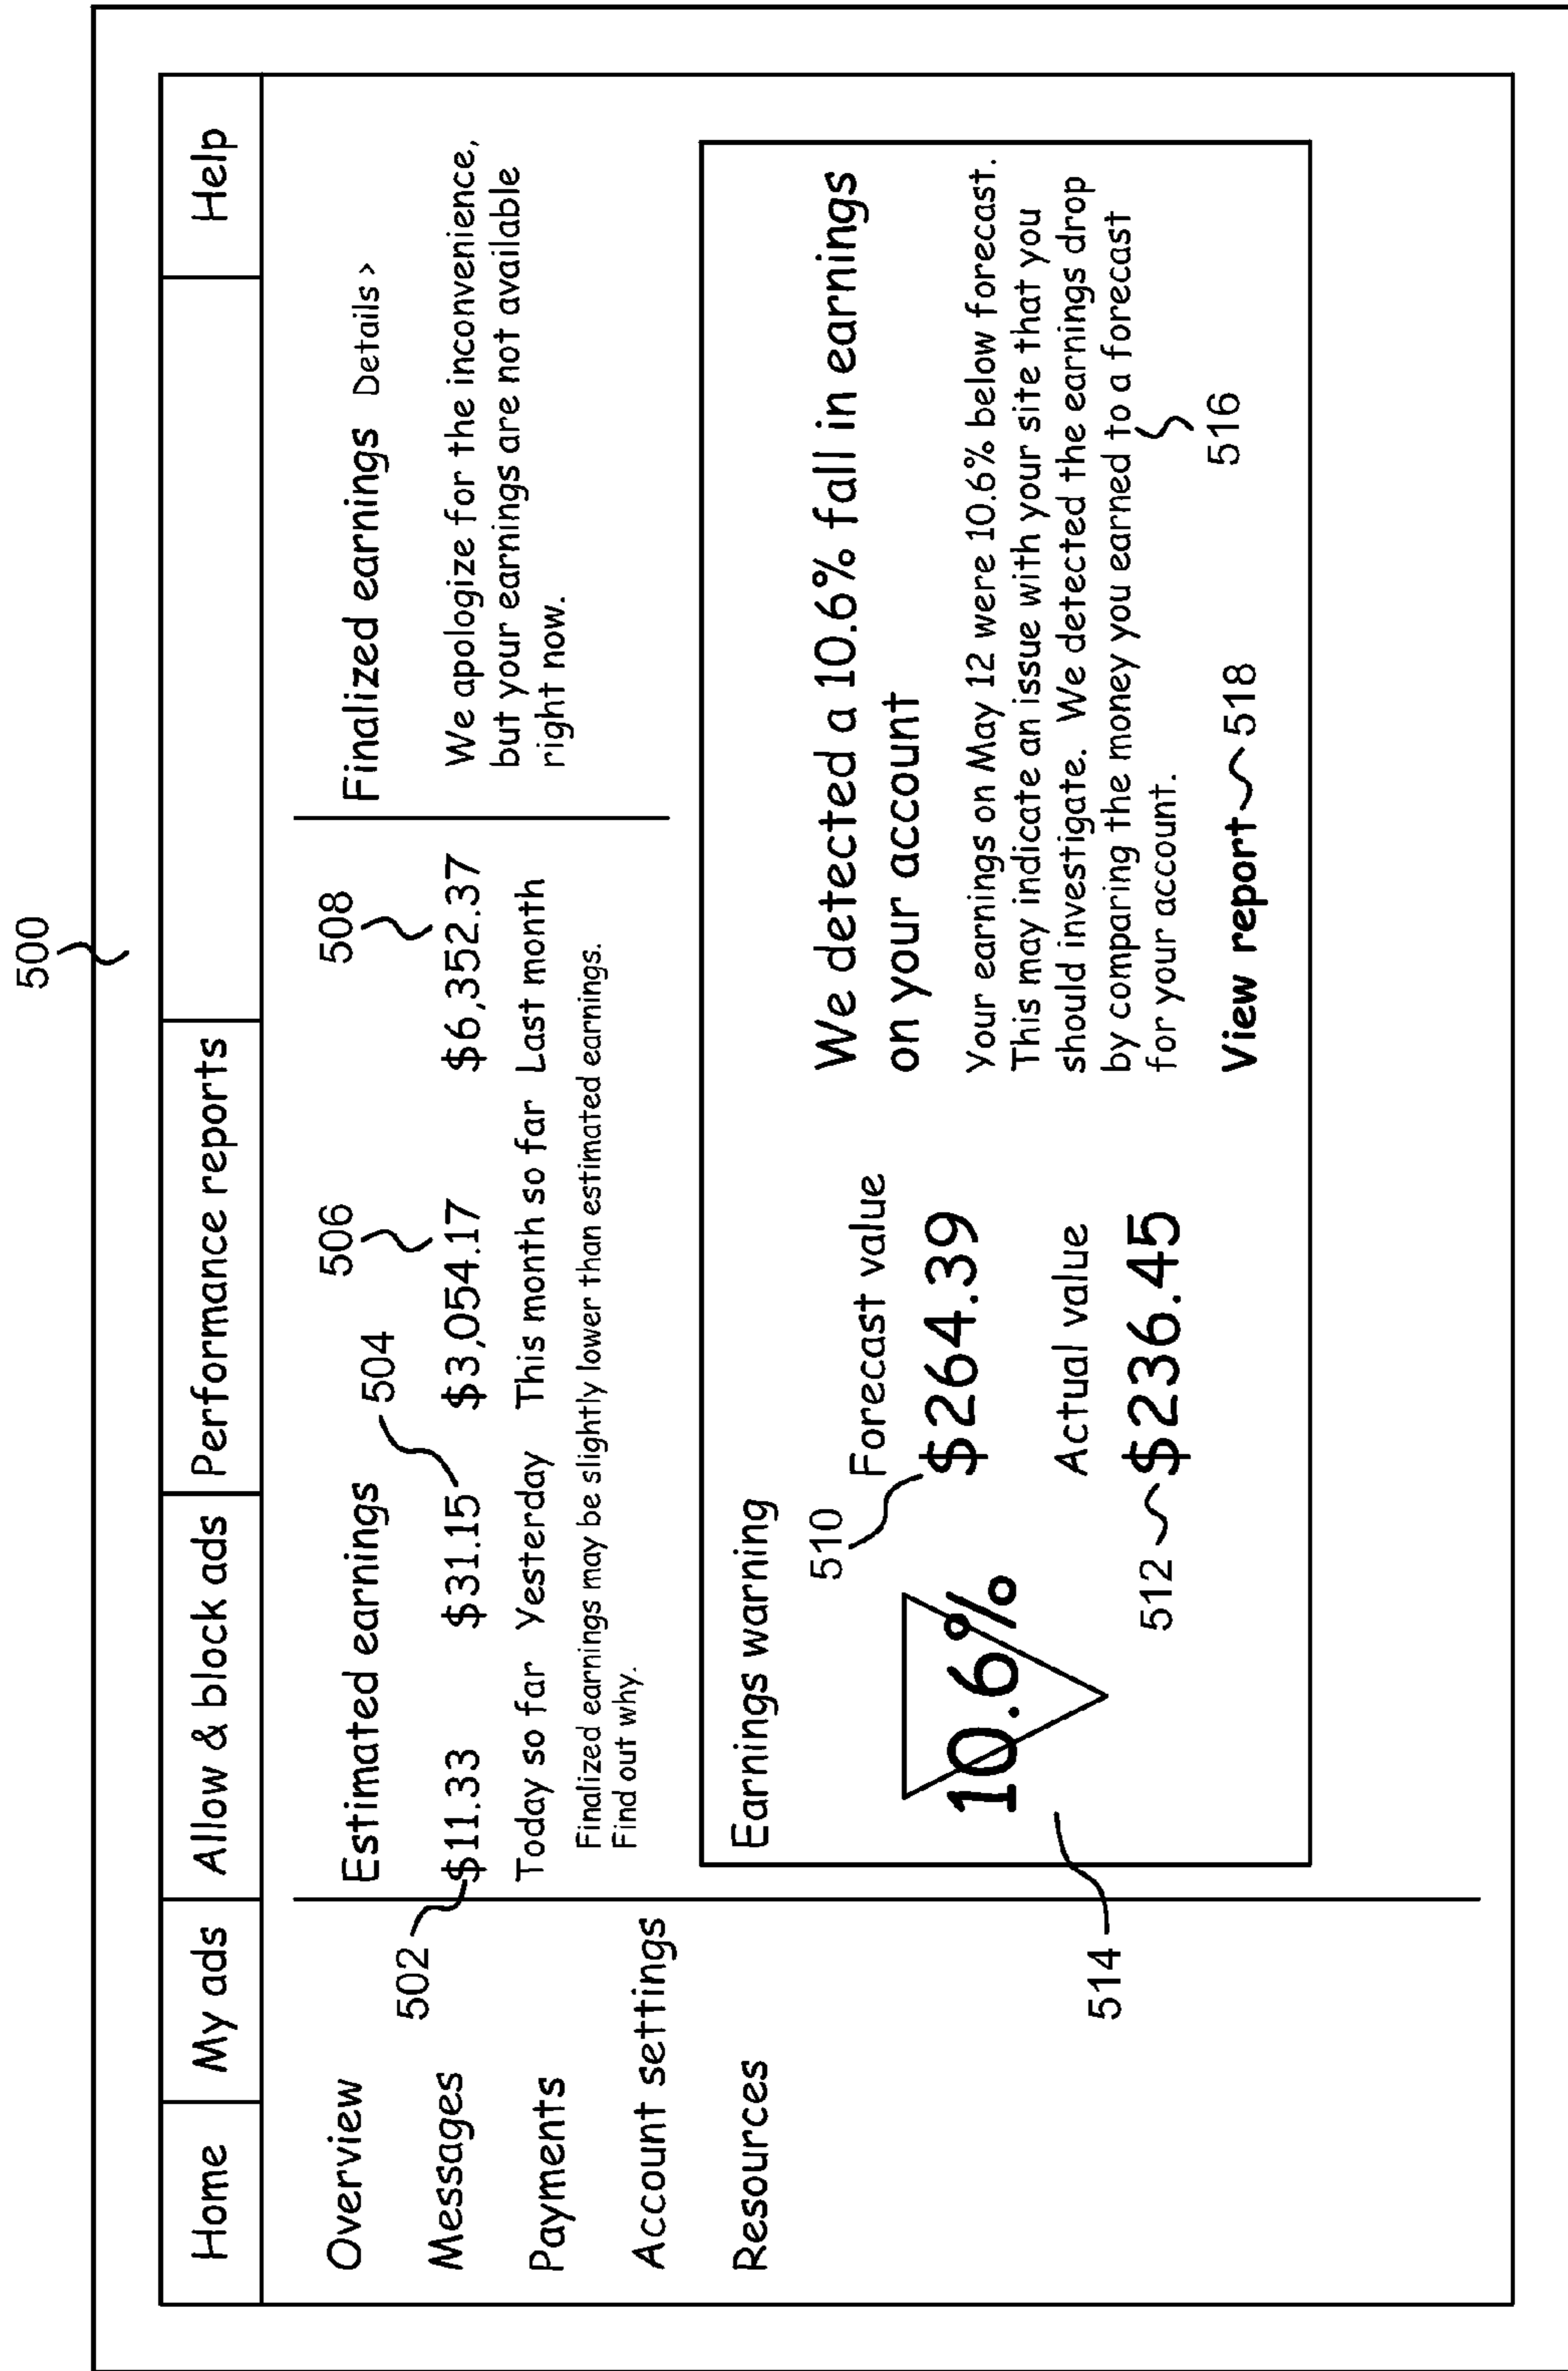 500
Home My ads Allow & block ads Performance reports Help
Overview
Messages
Payments
Account settings
Resources
Estimated earnings
502 504 506 508
$11.33 $31.15 $3,054.17 $6,352.37
Today so far Yesterday This month so far Last month
Finalized earnings may be slightly lower than estimated earnings.
Find out why.
Finalized earnings Details >
We apologize for the inconvenience,
but your earnings are not available
right now.
Earnings warning
514
10.6%
510
Forecast value
$264.39
Actual value
512
$236.45
We detected a 10.6% fall in earnings
on your account
Your earnings on May 12 were 10.6% below forecast.
This may indicate an issue with your site that you
should investigate. We detected the earnings drop
by comparing the money you earned to a forecast
for your account.
516
View report 518